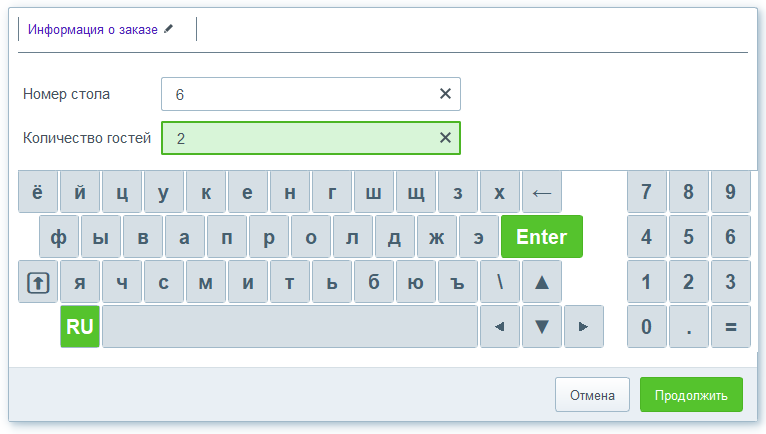 Информация о заказе
Номер стола 6
Количество гостей 2
ё й ц у к е н г ш щ з х ← 7 8 9
ф ы в а п р о л д ж э Enter 4 5 6
я ч с м и т ь б ю ъ \ ▲ 1 2 3
RU ◄ ▼ ► 0 . =
Отмена Продолжить